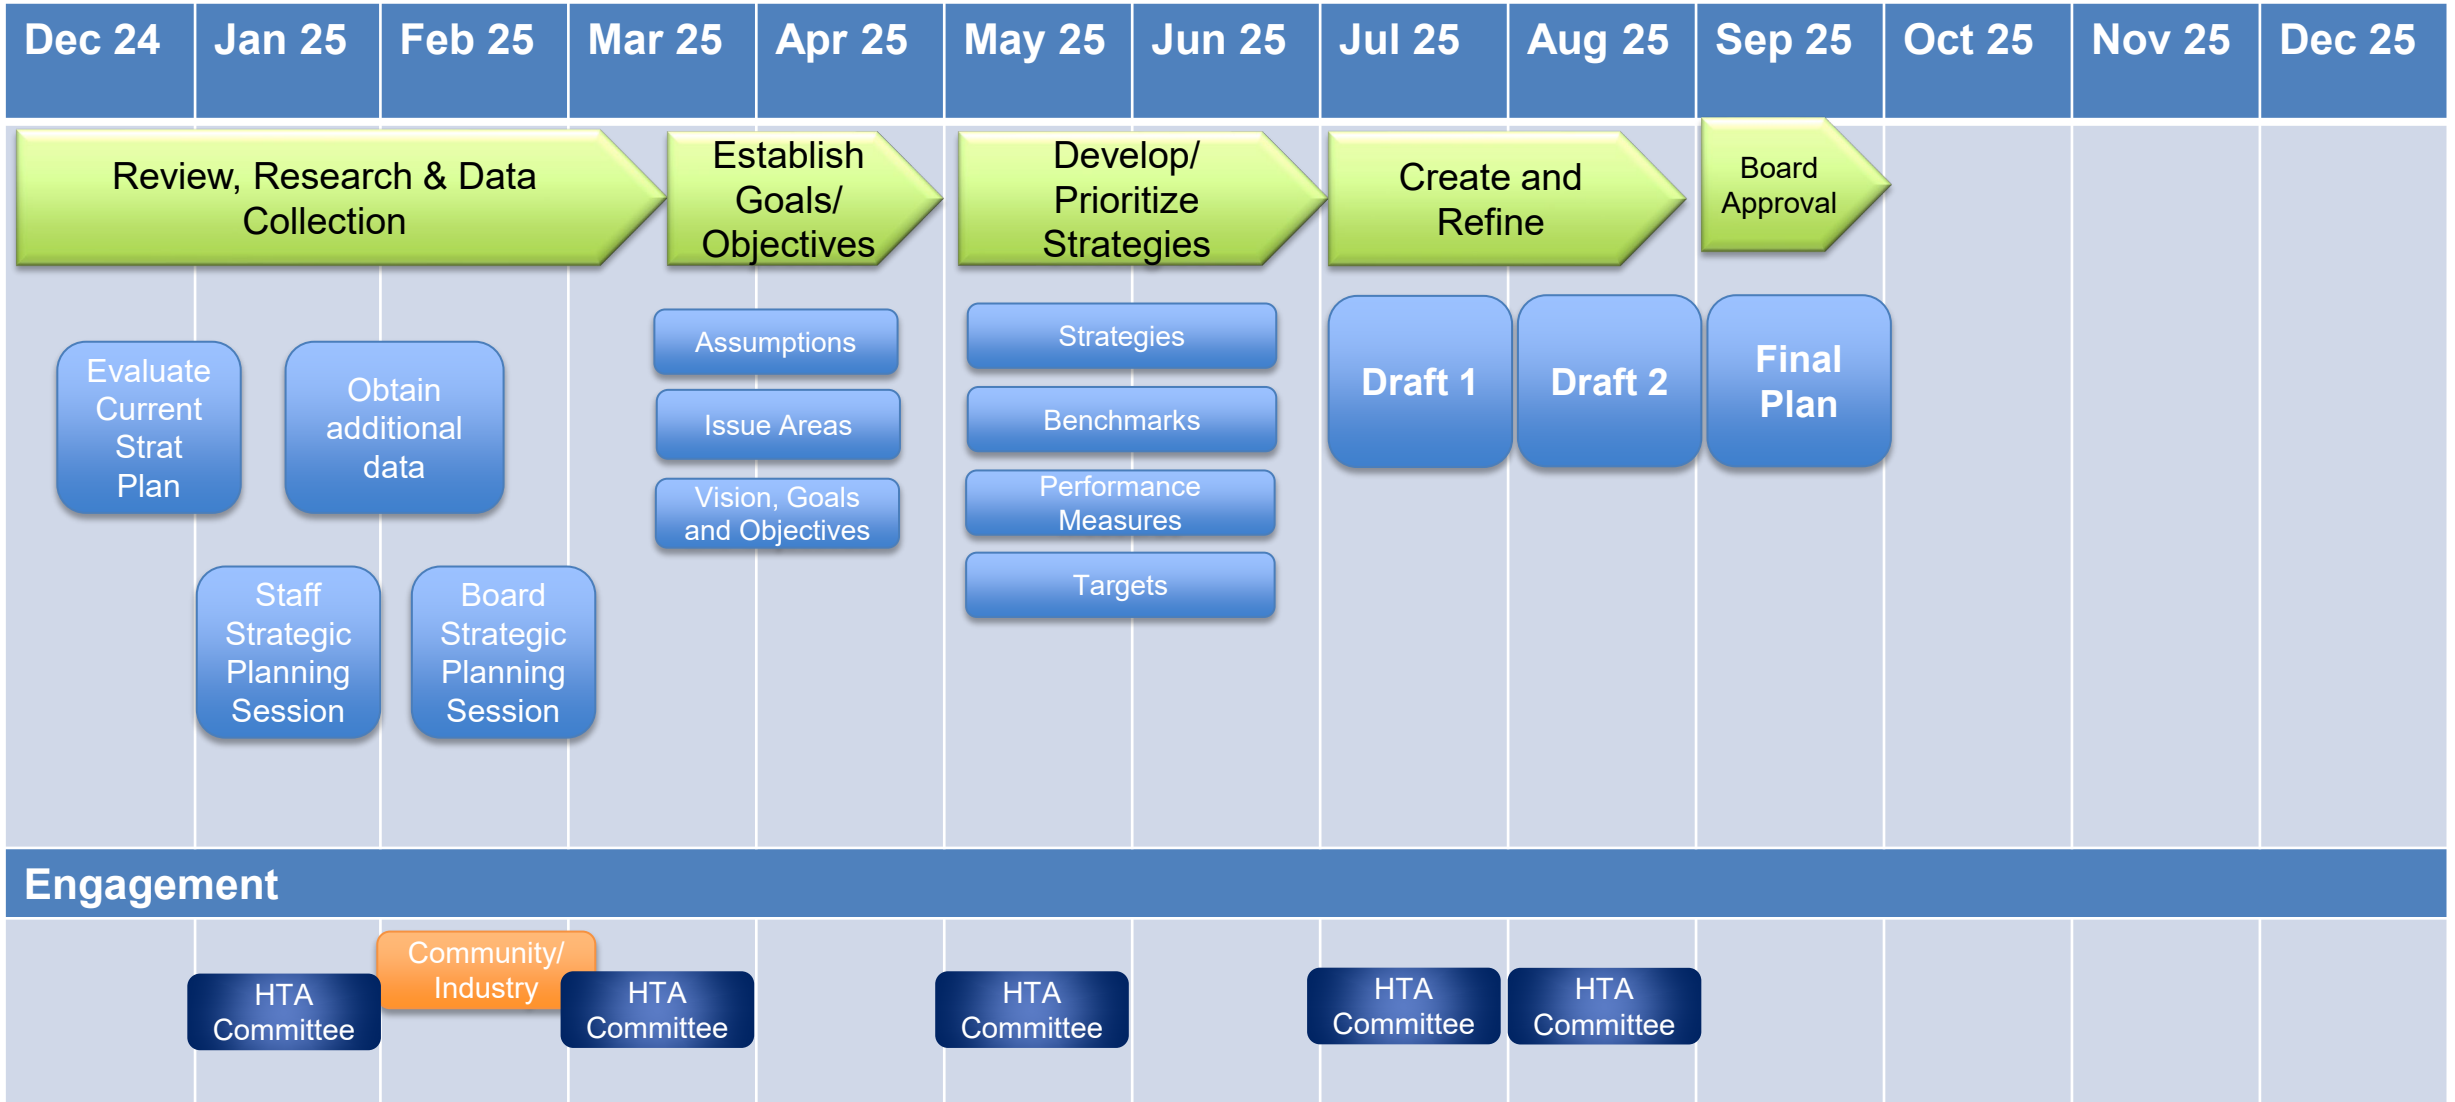 Dec 24 Jan 25 Feb 25 Mar 25 Apr 25 May 25 Jun 25 Jul 25 Aug 25 Sep 25 Oct 25 Nov 25 Dec 25
Review, Research & Data
Collection
Establish
Goals/
Objectives
Develop/
Prioritize
Strategies
Create and
Refine
Board
Approval
Evaluate
Current
Strat
Plan
Obtain
additional
data
Staff
Strategic
Planning
Session
Board
Strategic
Planning
Session
Assumptions
Issue Areas
Vision, Goals
and Objectives
Strategies
Benchmarks
Performance
Measures
Targets
Draft 1
Draft 2
Final
Plan
Engagement
HTA
Committee
Community/
Industry
HTA
Committee
HTA
Committee
HTA
Committee
HTA
Committee